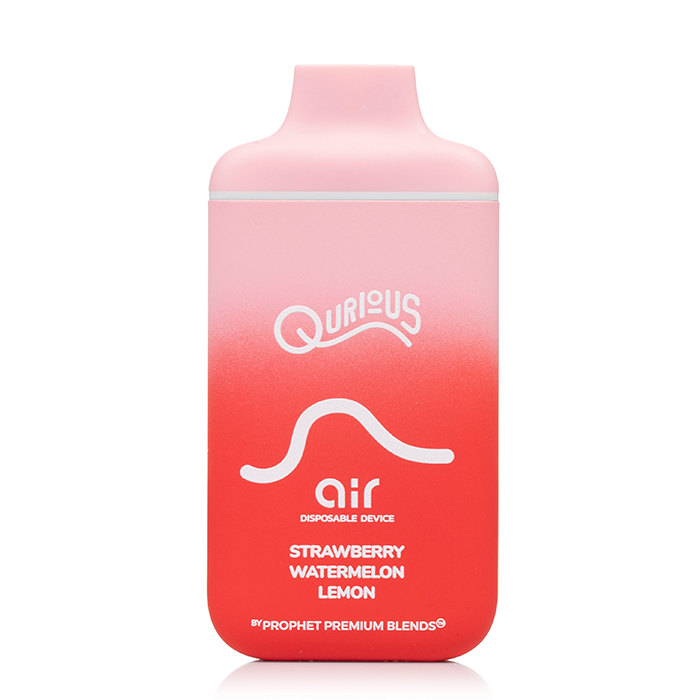 QURIOUS
air
DISPOSABLE DEVICE
STRAWBERRY
WATERMELON
LEMON
BY PROPHET PREMIUM BLENDS